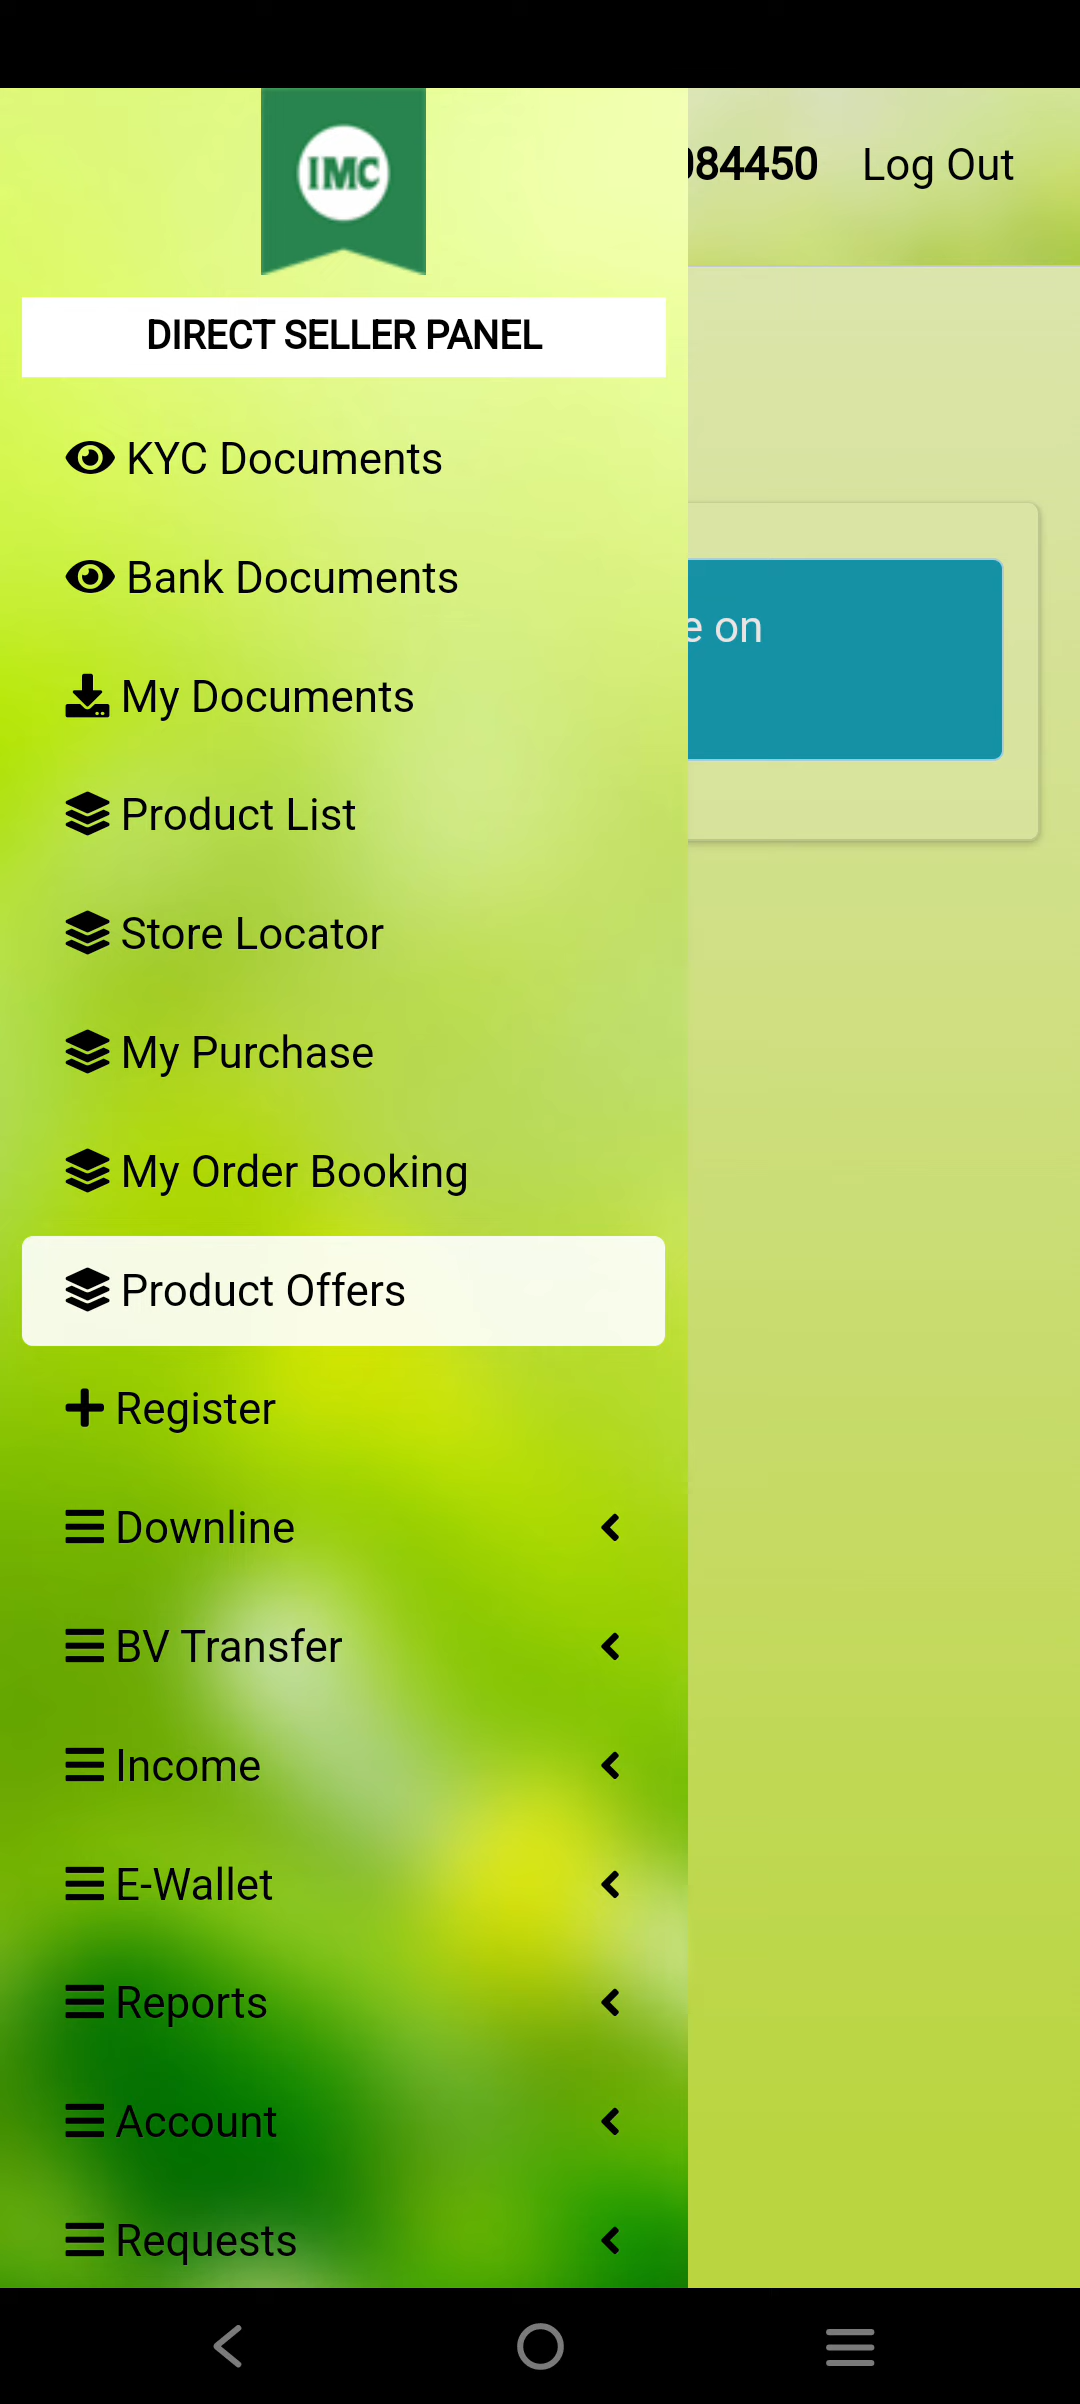 IMC
084450 Log Out
DIRECT SELLER PANEL
KYC Documents
Bank Documents
e on
My Documents
Product List
Store Locator
My Purchase
My Order Booking
Product Offers
Register
Downline
BV Transfer
Income
E-Wallet
Reports
Account
Requests